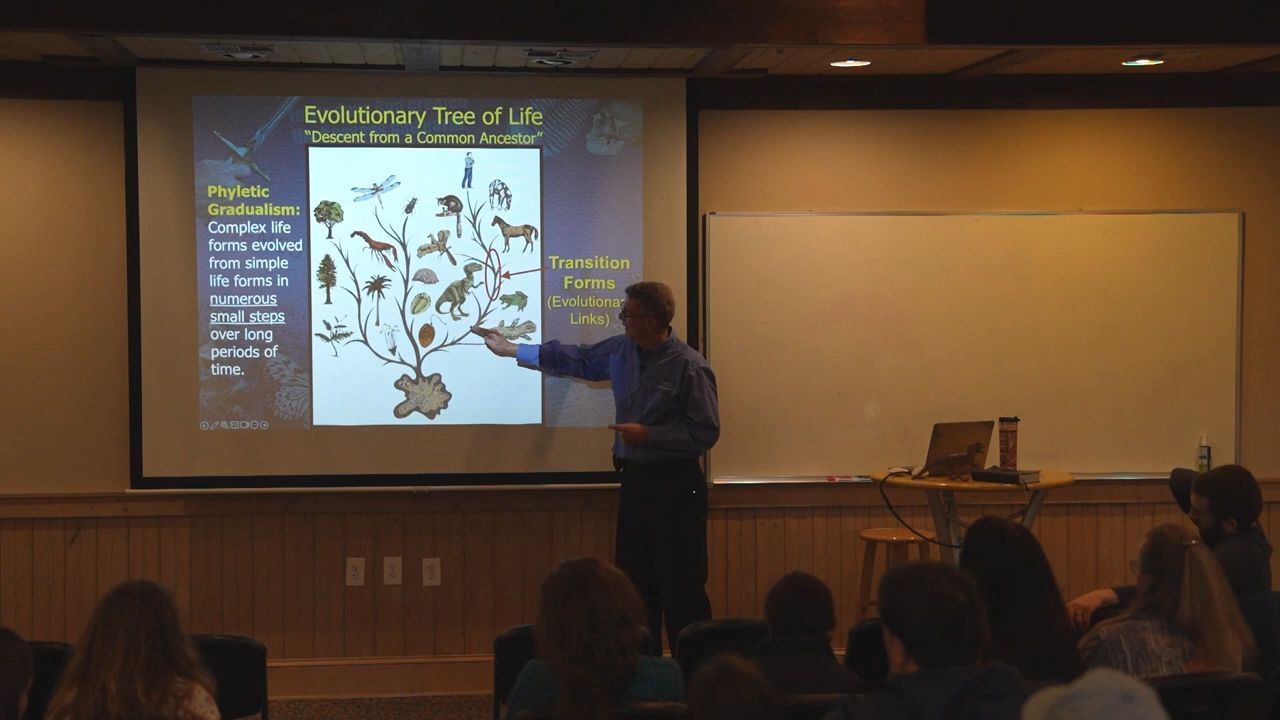 Evolutionary Tree of Life
"Descent from a Common Ancestor"
Phyletic
Gradualism:
Complex life
forms evolved
from simple
life forms in
numerous
small steps
over long
periods of
time.
Transition
Forms
(Evolutiona
Links)